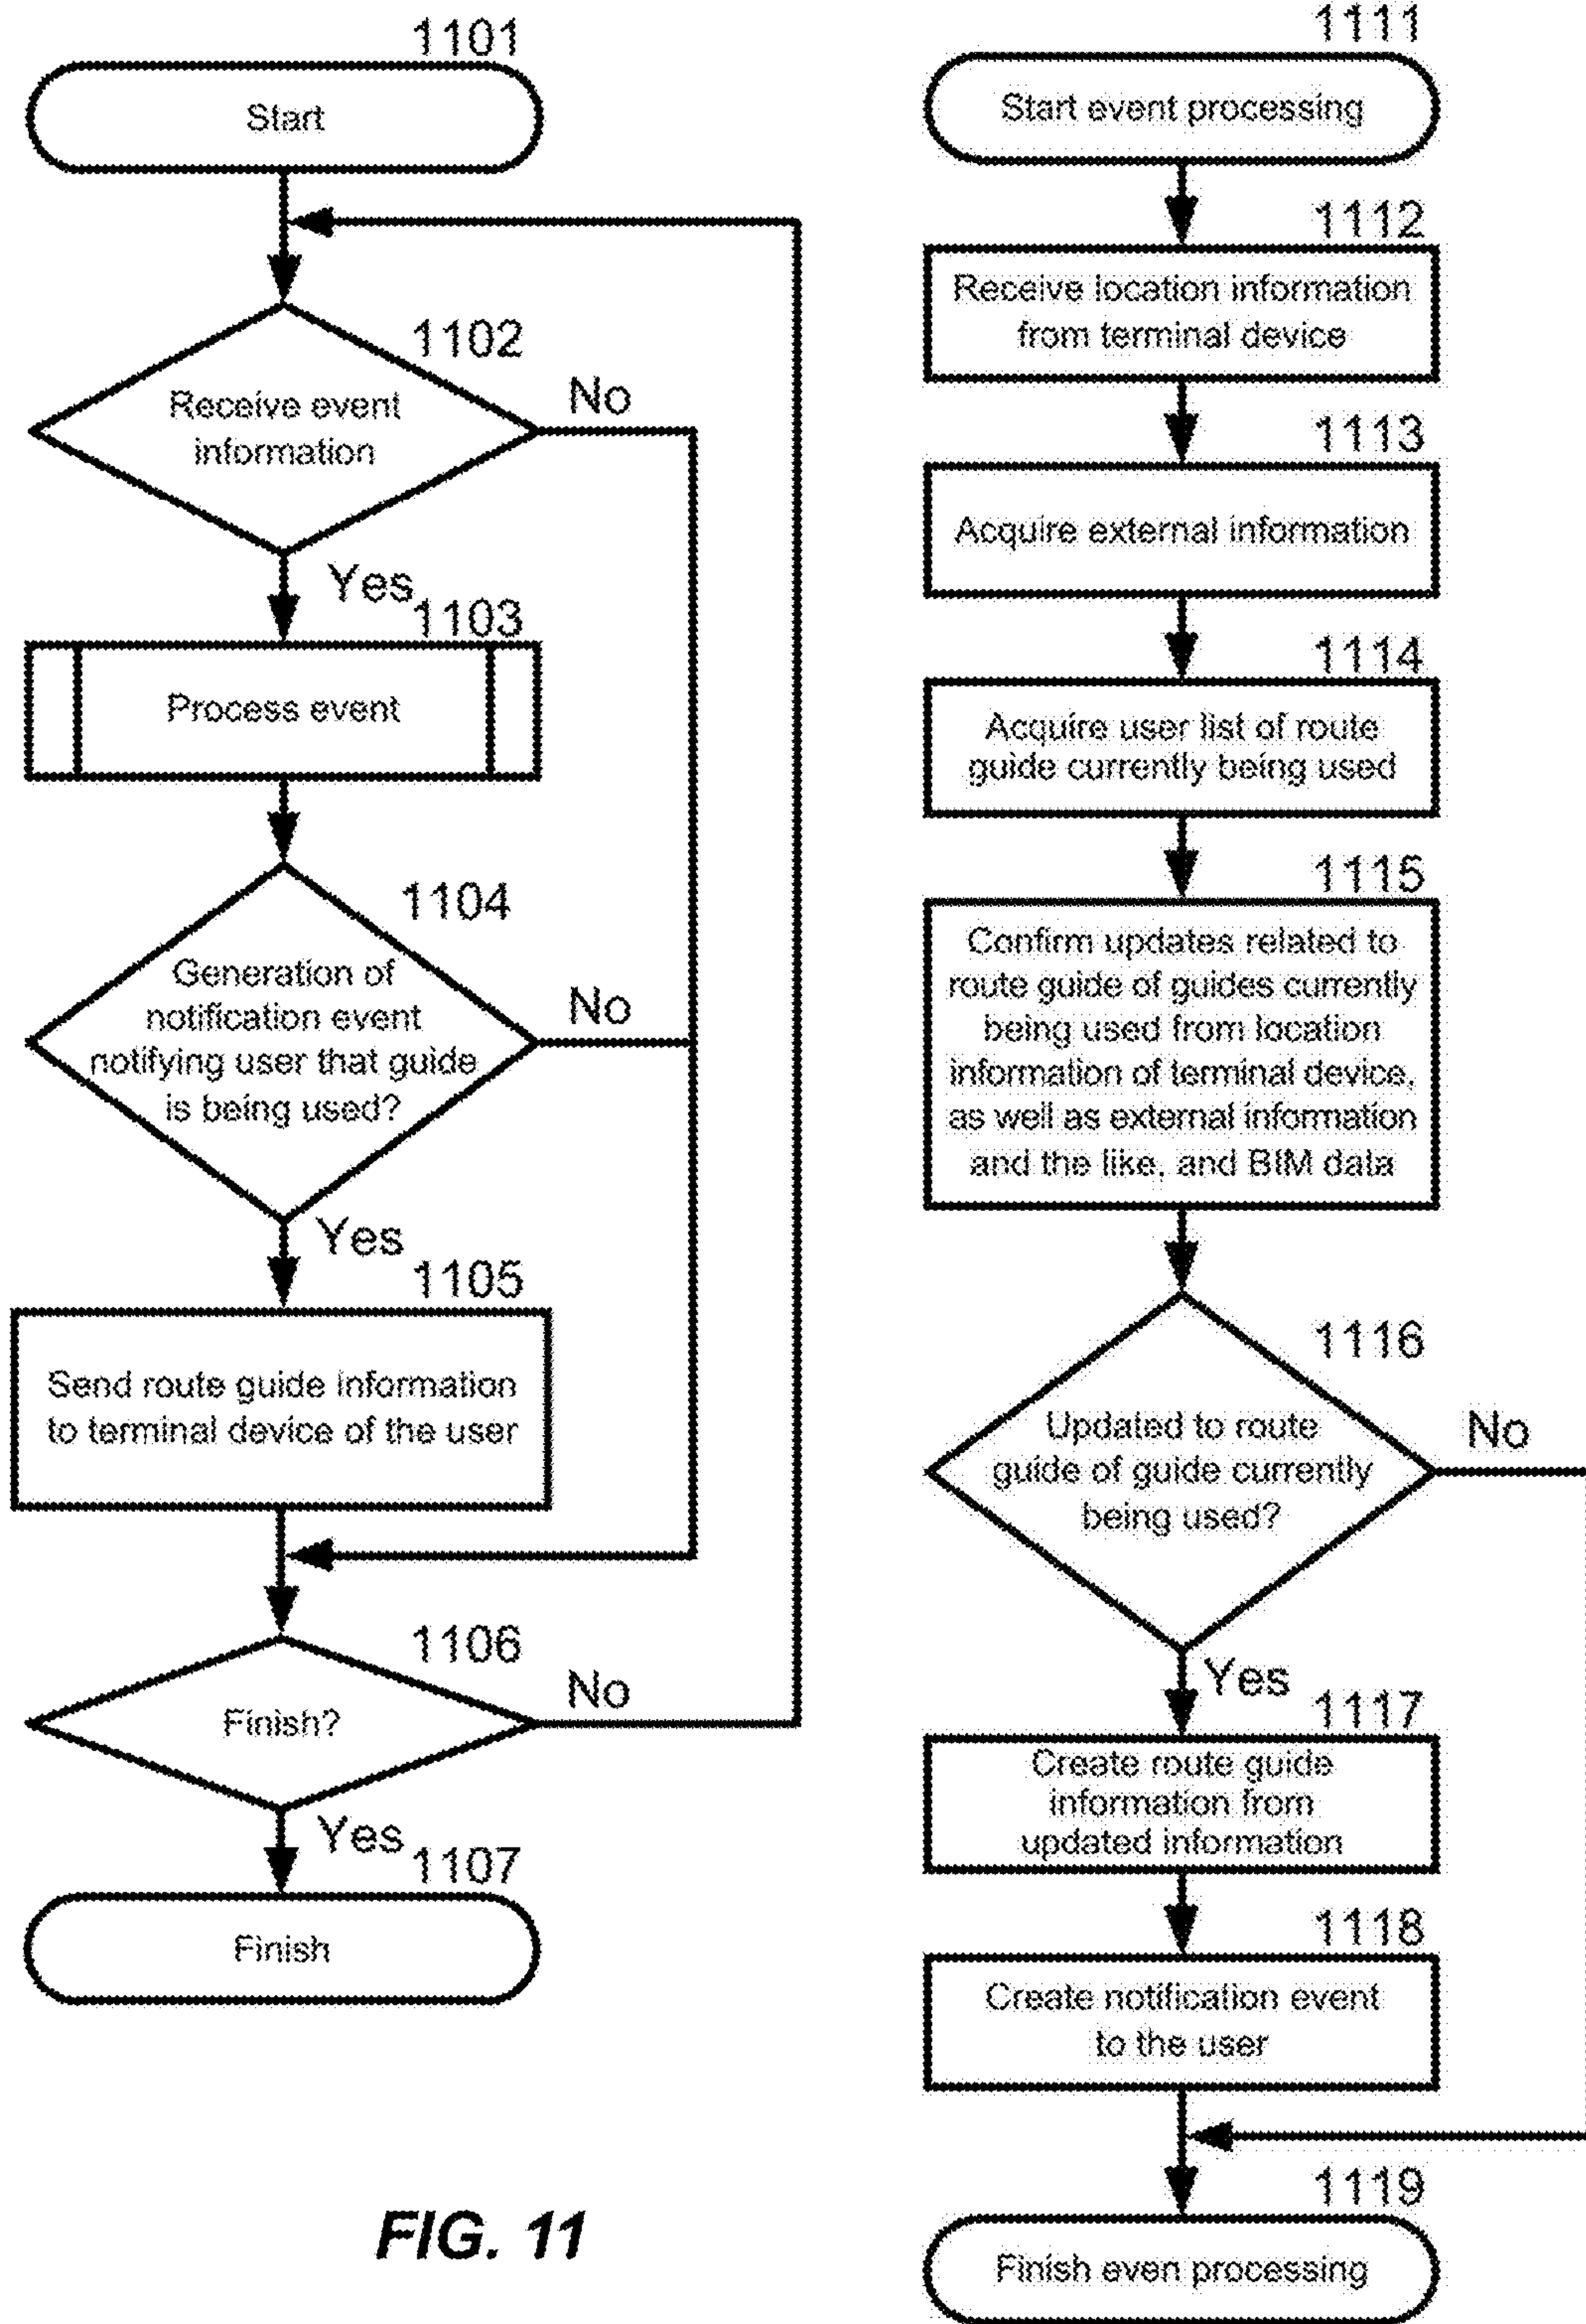 1101
Start
1102
Receive event
information
No
Yes
1103
Process event
1104
Generation of
notification event
notifying user that guide
is being used?
No
Yes
1105
Send route guide information
to terminal device of the user
1106
Finish?
No
Yes
1107
Finish
1111
Start event processing
1112
Receive location information
from terminal device
1113
Acquire external information
1114
Acquire user list of route
guide currently being used
1115
Confirm updates related to
route guide of guides currently
being used from location
information of terminal device,
as well as external information
and the like, and BIM data
1116
Updated to route
guide of guide currently
being used?
No
Yes
1117
Create route guide
information from
updated information
1118
Create notification event
to the user
1119
Finish even processing
FIG. 11